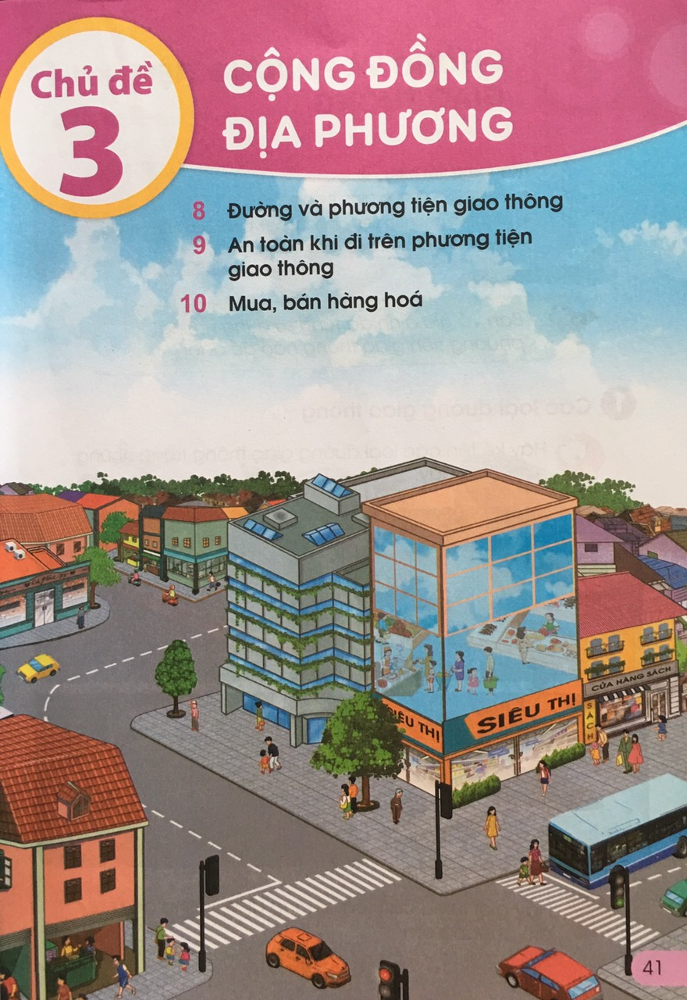 Chủ đề
3
CỘNG ĐỒNG
ĐỊA PHƯƠNG
8 Đường và phương tiện giao thông
9 An toàn khi đi trên phương tiện
giao thông
10 Mua, bán hàng hoá
SIÊU THỊ
SIÊU THỊ
CỬA HÀNG SÁCH
SÁCH
41